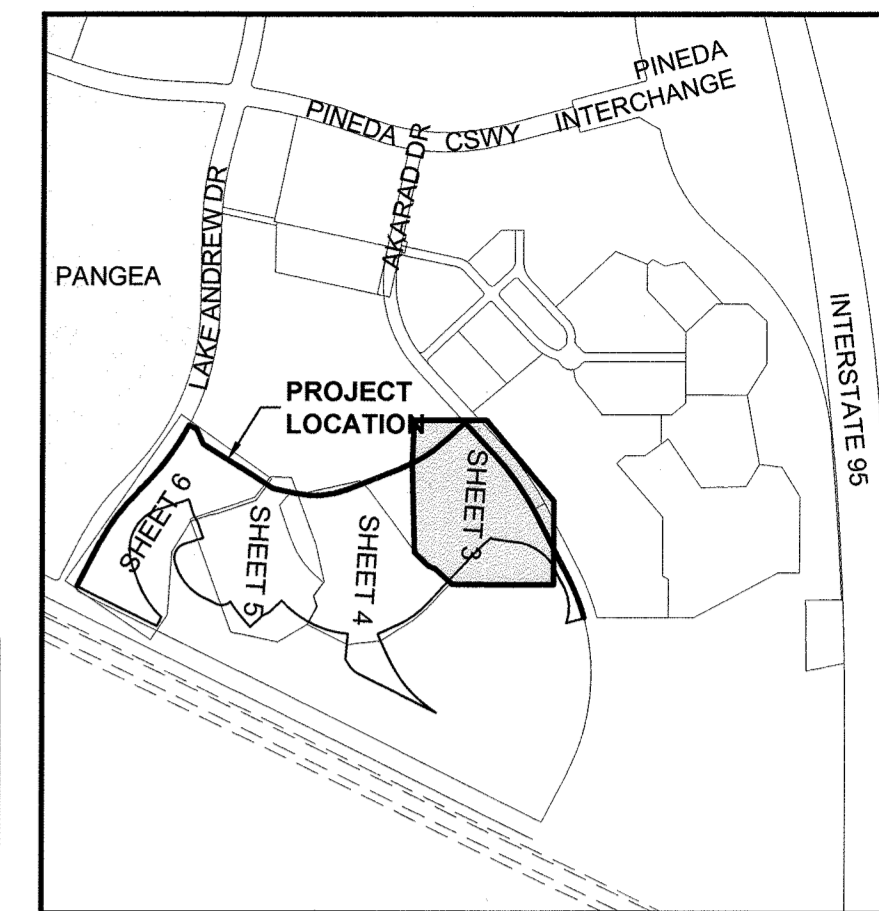 PINEDA
INTERCHANGE
PINEDA CSWY
AKARAD DR
LAKE ANDREW DR
PANGEA
INTERSTATE 95
PROJECT
LOCATION
SHEET 3
SHEET 6
SHEET 5
SHEET 4